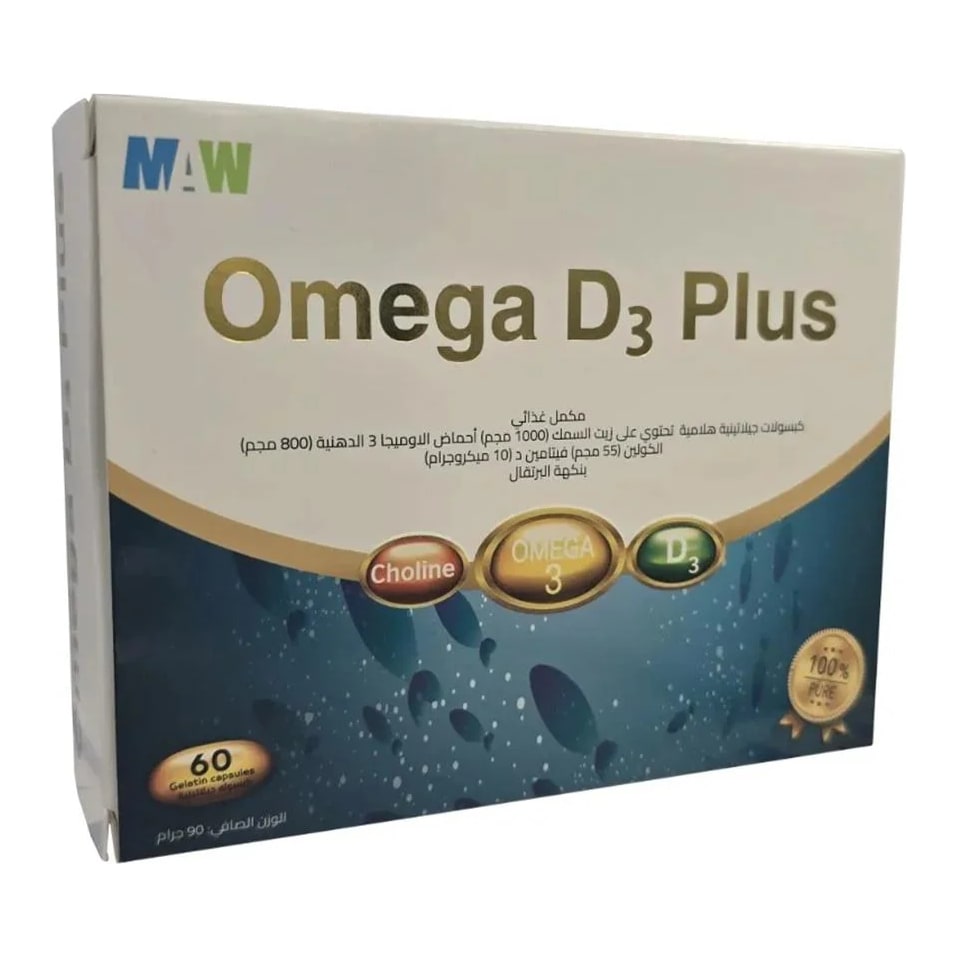 MAW
Omega D3 Plus
مكمل غذائي
كبسولات جيلاتينية هلامية تحتوي على زيت السمك (1000 مجم) أحماض الاوميجا 3 الدهنية (800 مجم)
الكولين (55 مجم) فيتامين د (10 ميكروجرام)
بنكهة البرتقال
Choline
OMEGA
3
D3
100%
PURE
60
Gelatin capsules
الوزن الصافي: 90 جرام